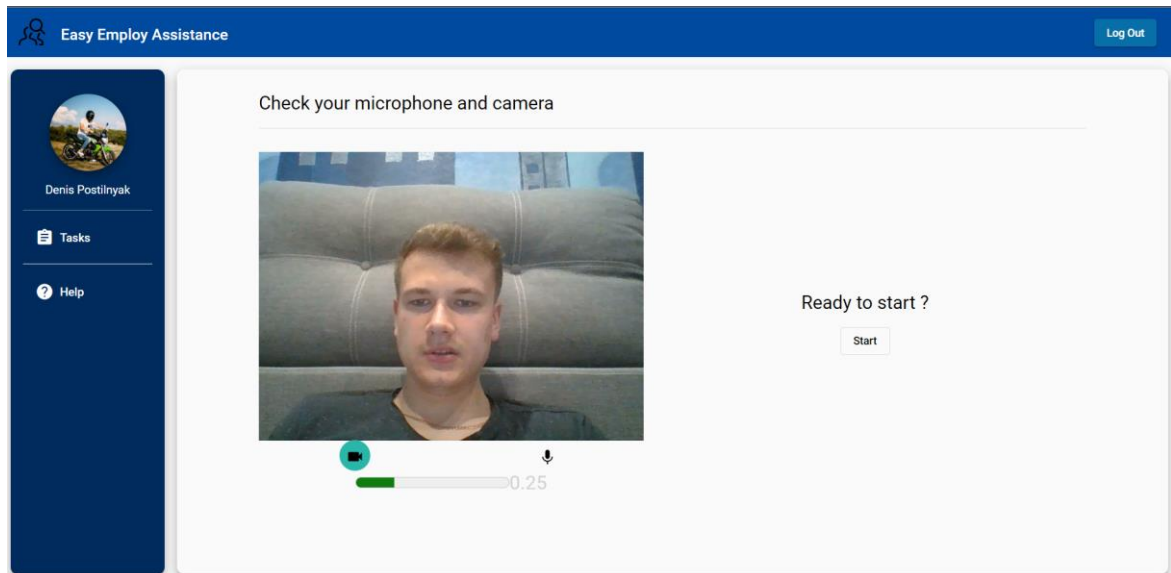 Easy Employ Assistance
Log Out
Denis Postilnyak
Tasks
Help
Check your microphone and camera
0.25
Ready to start ?
Start